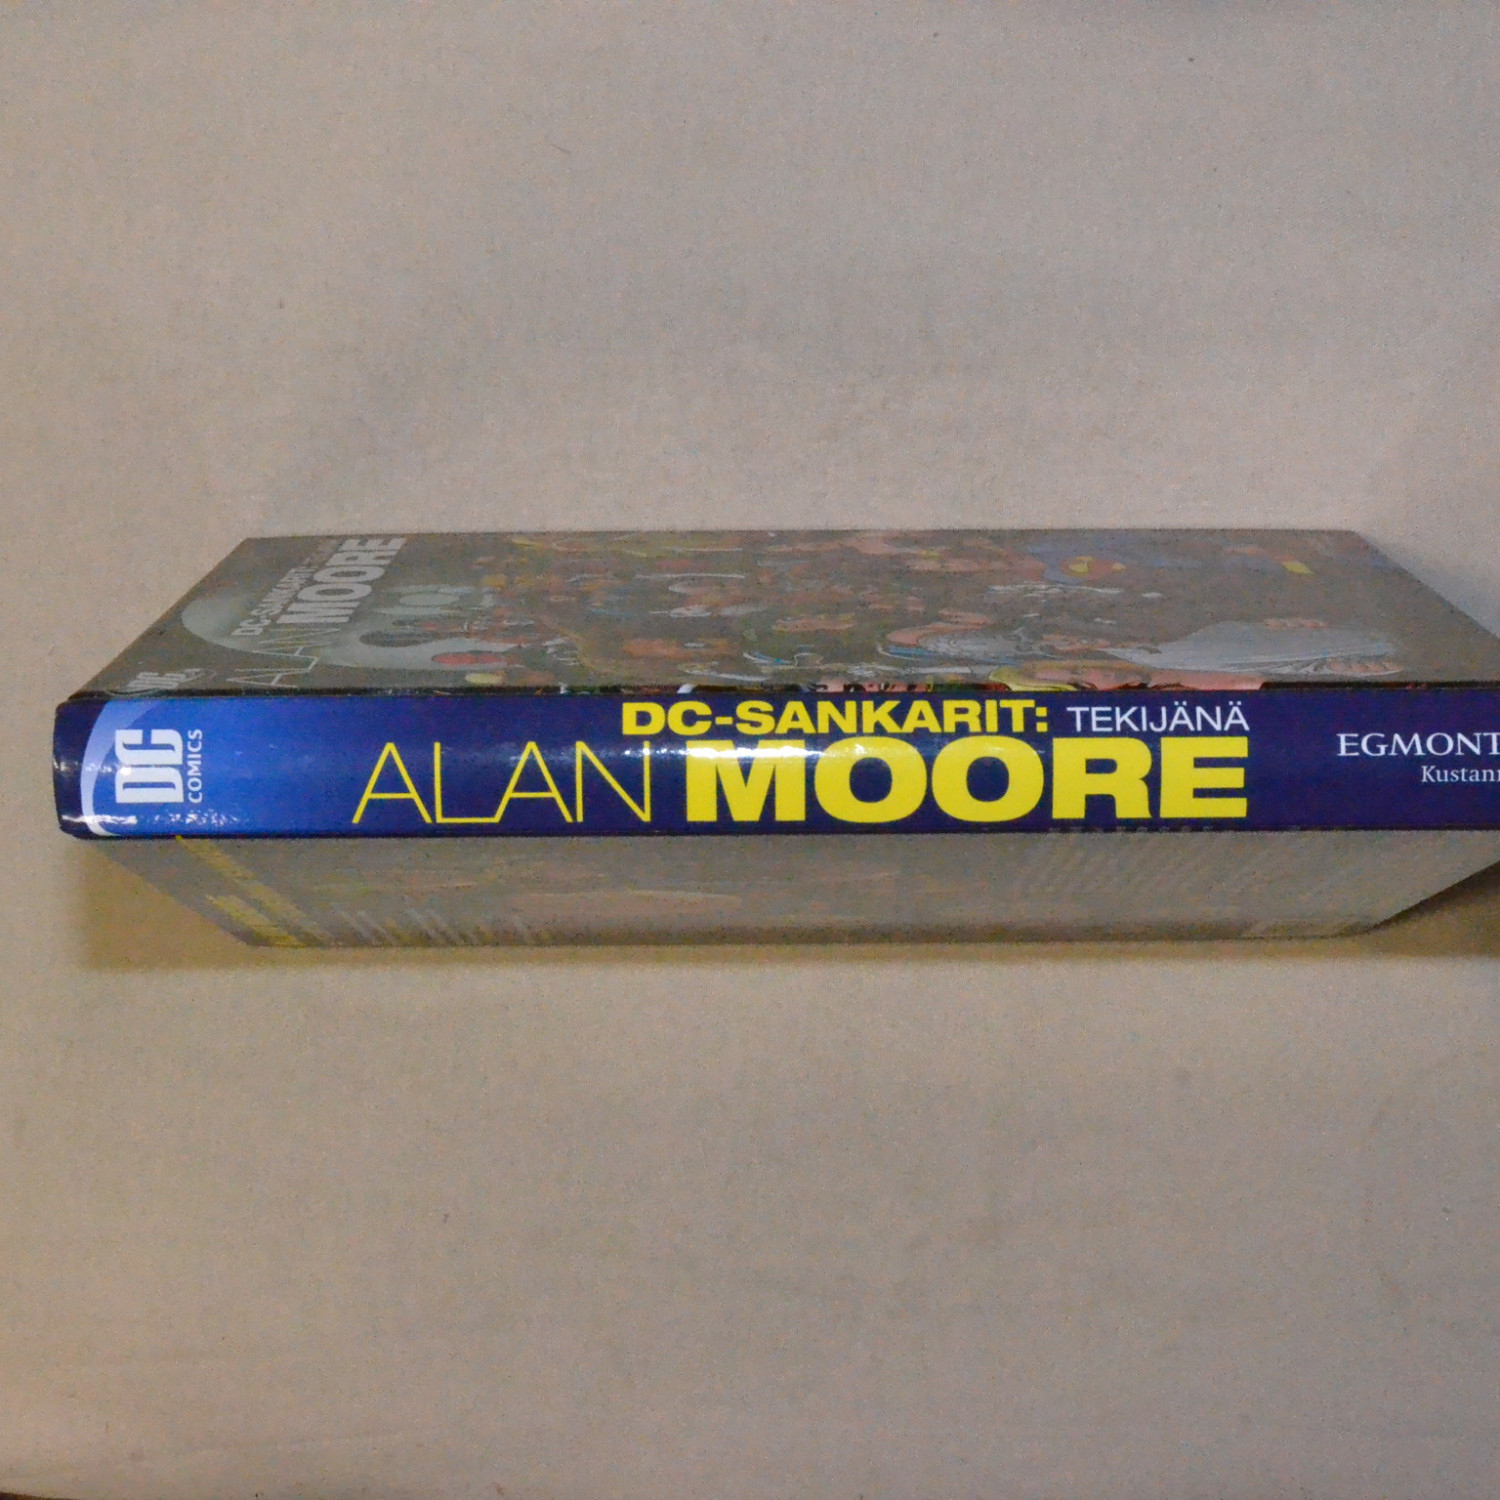 DC-SANKARIT:
ALAN
MOORE
DC
COMICS
DC-SANKARIT: TEKIJÄNÄ
ALAN MOORE
EGMONT